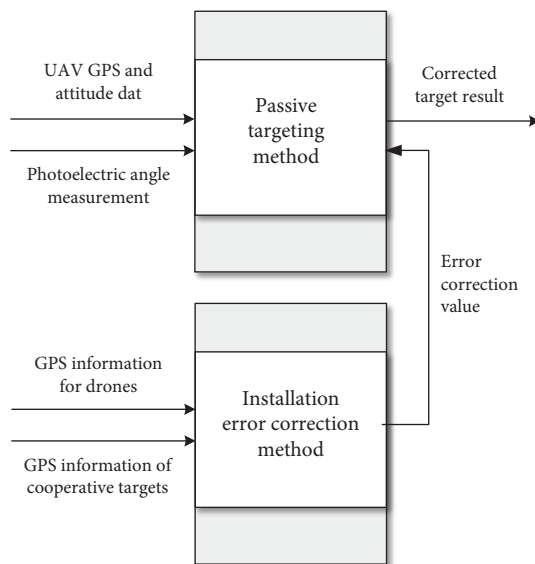 UAV GPS and
attitude dat
Photoelectric angle
measurement
Passive
targeting
method
Corrected
target result
Error
correction
value
GPS information
for drones
GPS information of
cooperative targets
Installation
error correction
method